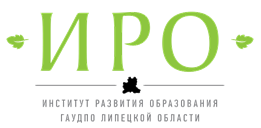 ИРО
ИНСТИТУТ РАЗВИТИЯ ОБРАЗОВАНИЯ
ГАУДПО ЛИПЕЦКОЙ ОБЛАСТИ